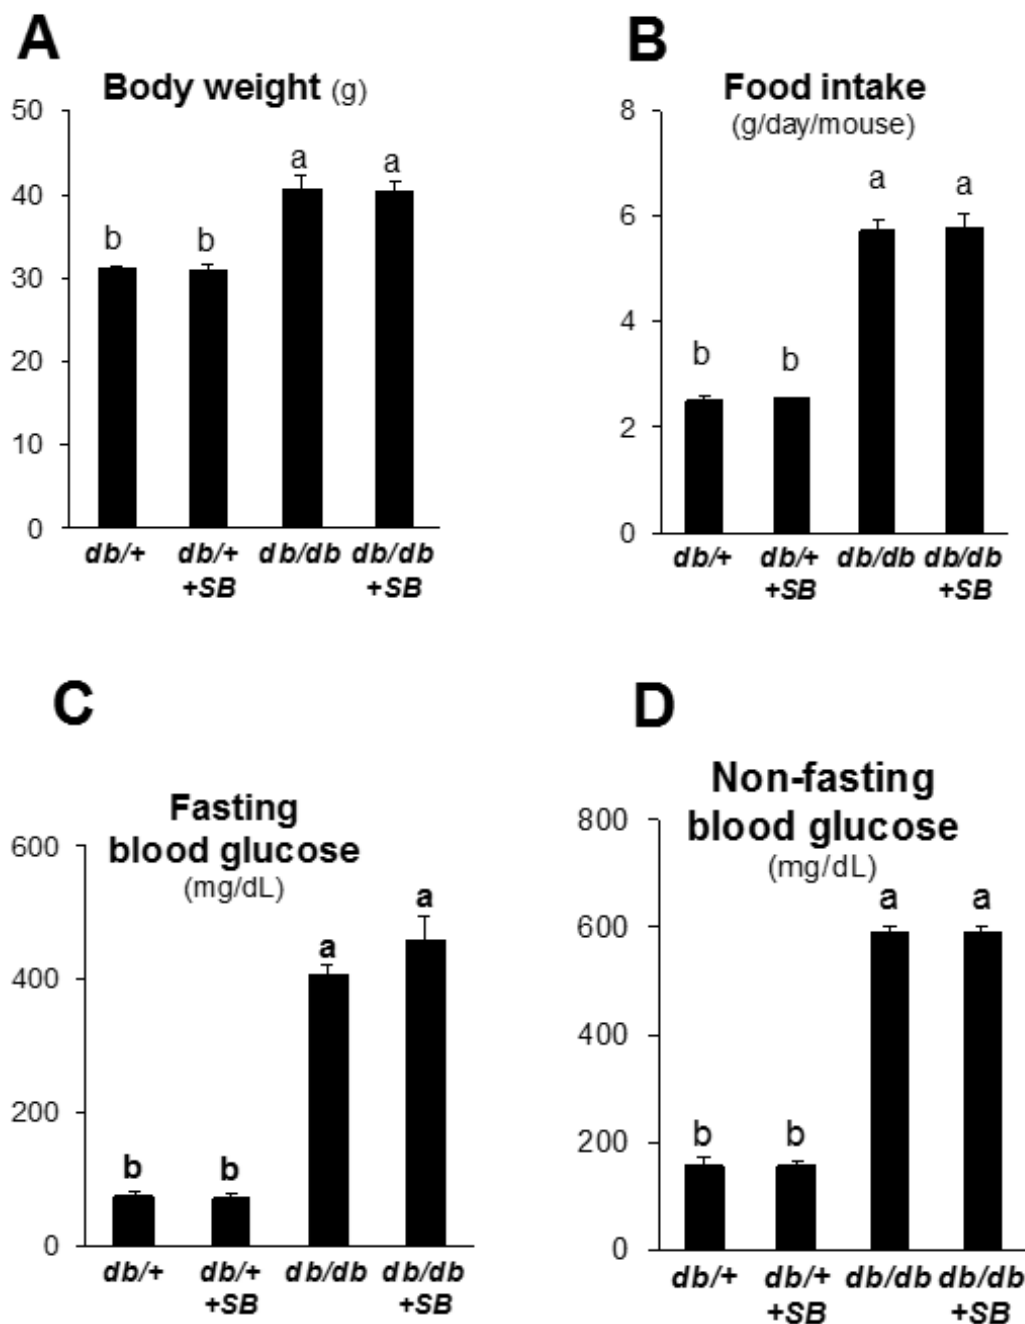 A
Body weight (g)
50
40
30
20
10
0
b
b
a
a
db/+
db/+
+SB
db/db
db/db
+SB
B
Food intake
(g/day/mouse)
8
6
4
2
0
b
b
a
a
db/+
db/+
+SB
db/db
db/db
+SB
C
Fasting
blood glucose
(mg/dL)
600
400
200
0
b
b
a
a
db/+
db/+
+SB
db/db
db/db
+SB
D
Non-fasting
blood glucose
(mg/dL)
800
600
400
200
0
b
b
a
a
db/+
db/+
+SB
db/db
db/db
+SB